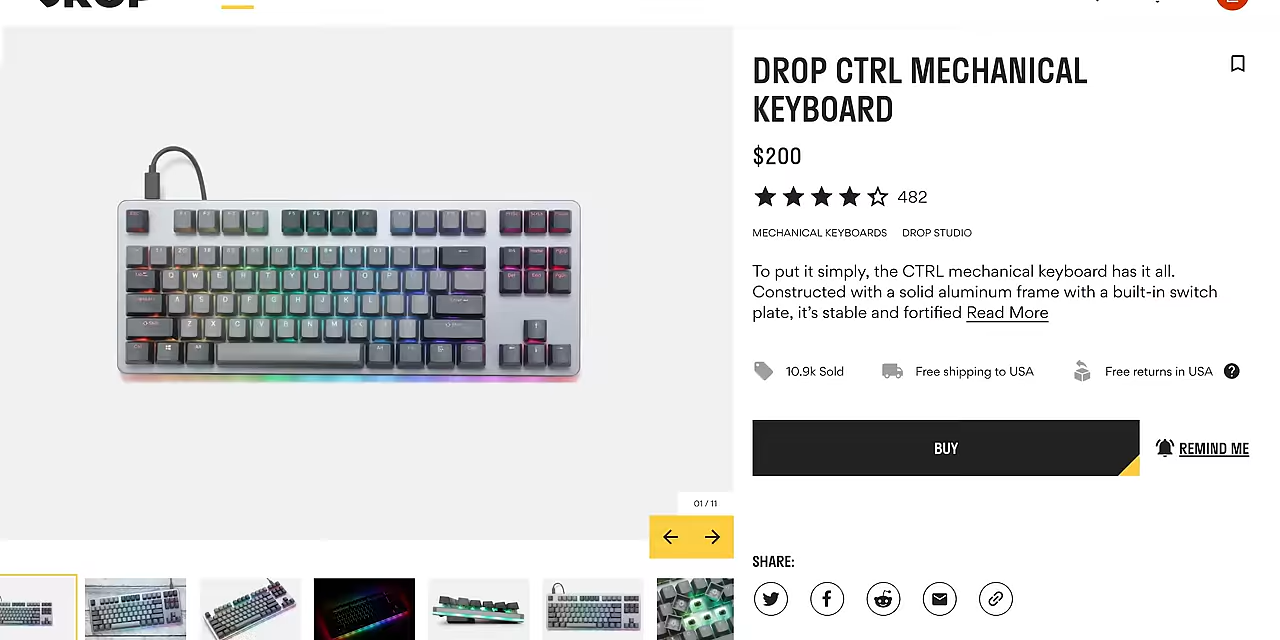 DROP
DROP CTRL MECHANICAL
KEYBOARD
$200
482
MECHANICAL KEYBOARDS DROP STUDIO
To put it simply, the CTRL mechanical keyboard has it all.
Constructed with a solid aluminum frame with a built-in switch
plate, it's stable and fortified Read More
10.9k Sold Free shipping to USA Free returns in USA ?
BUY
REMIND ME
01 / 11
SHARE:
Q W E R T Y U I O P
A S D F G H J K L
Z X C V B N M